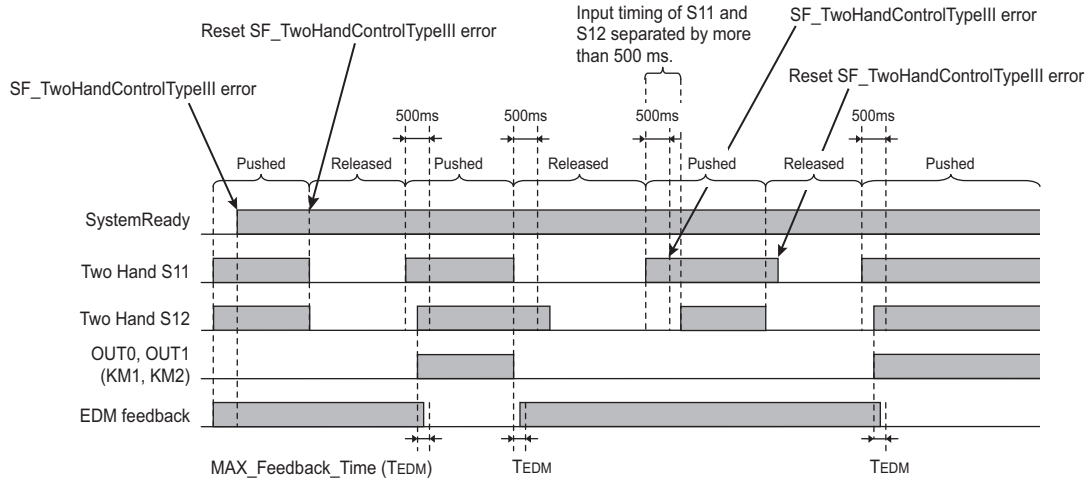 Input timing of S11 and
S12 separated by more
than 500 ms.
SF_TwoHandControlTypeIII error
Reset SF_TwoHandControlTypeIII error
SF_TwoHandControlTypeIII error
Reset SF_TwoHandControlTypeIII error
500ms
500ms
500ms
500ms
Pushed
Released
Pushed
Released
Pushed
Released
Pushed
SystemReady
Two Hand S11
Two Hand S12
OUT0, OUT1
(KM1, KM2)
EDM feedback
MAX_Feedback_Time (TEDM)
TEDM
TEDM